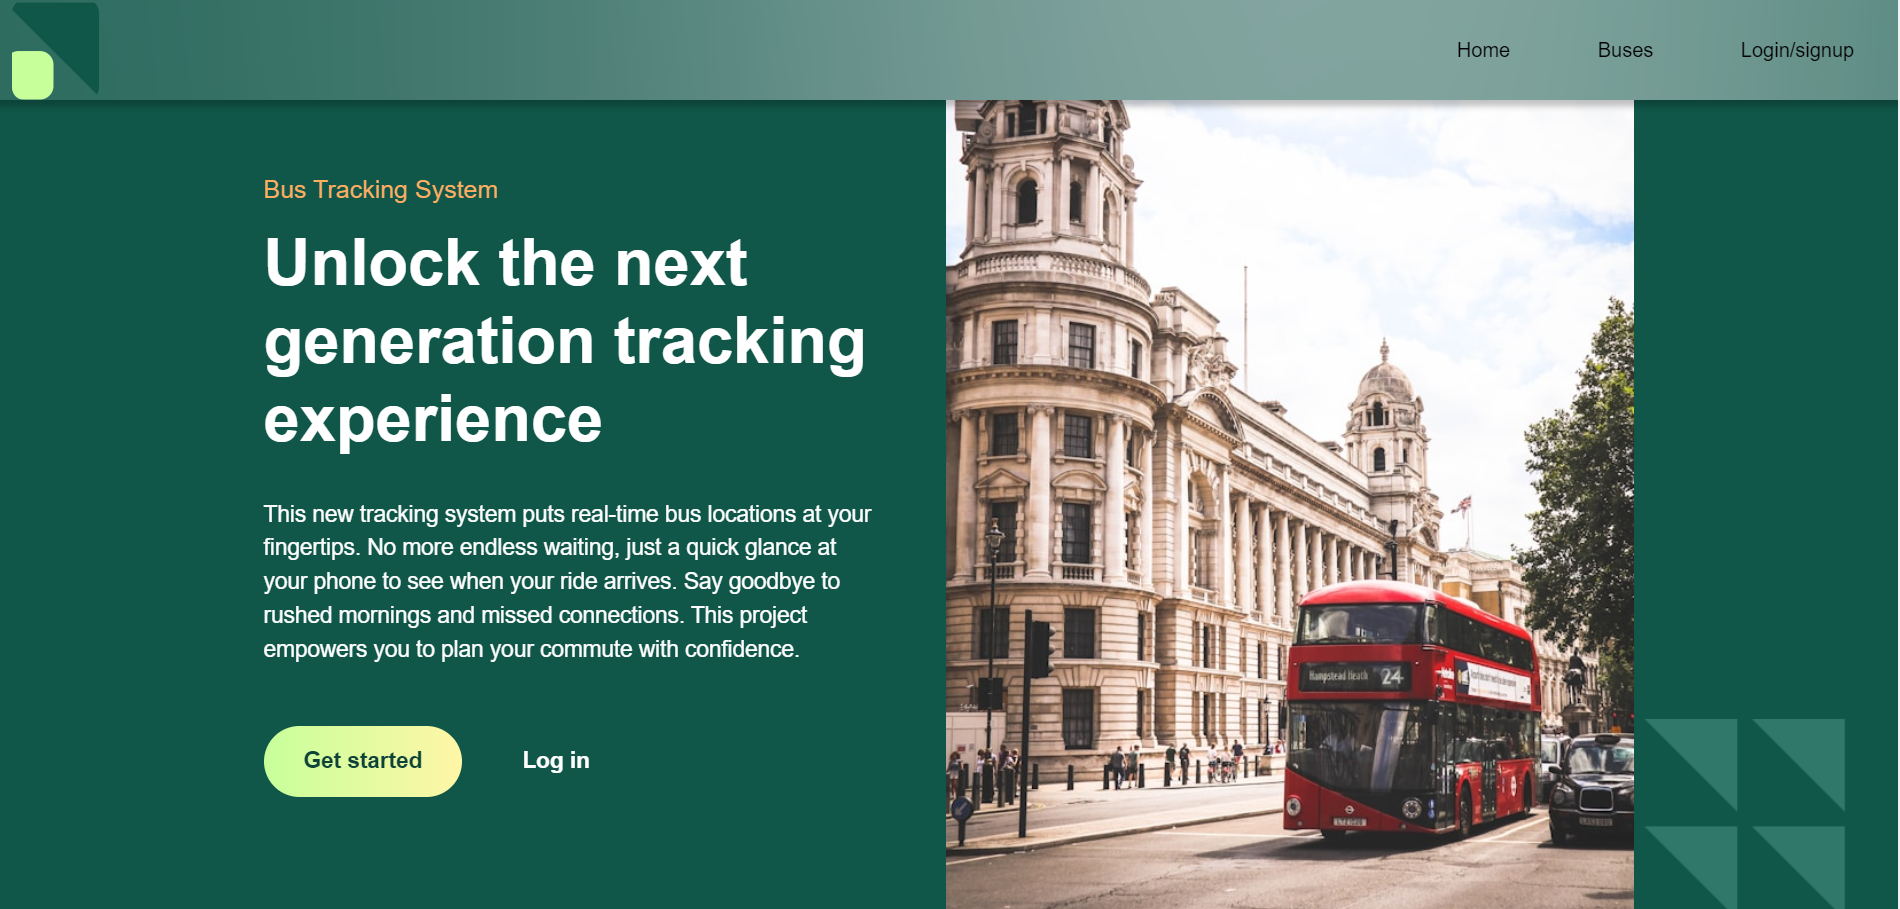 Home
Buses
Login/signup
Bus Tracking System
Unlock the next
generation tracking
experience
This new tracking system puts real-time bus locations at your
fingertips. No more endless waiting, just a quick glance at
your phone to see when your ride arrives. Say goodbye to
rushed mornings and missed connections. This project
empowers you to plan your commute with confidence.
Get started
Log in
Hampstead Heath 24